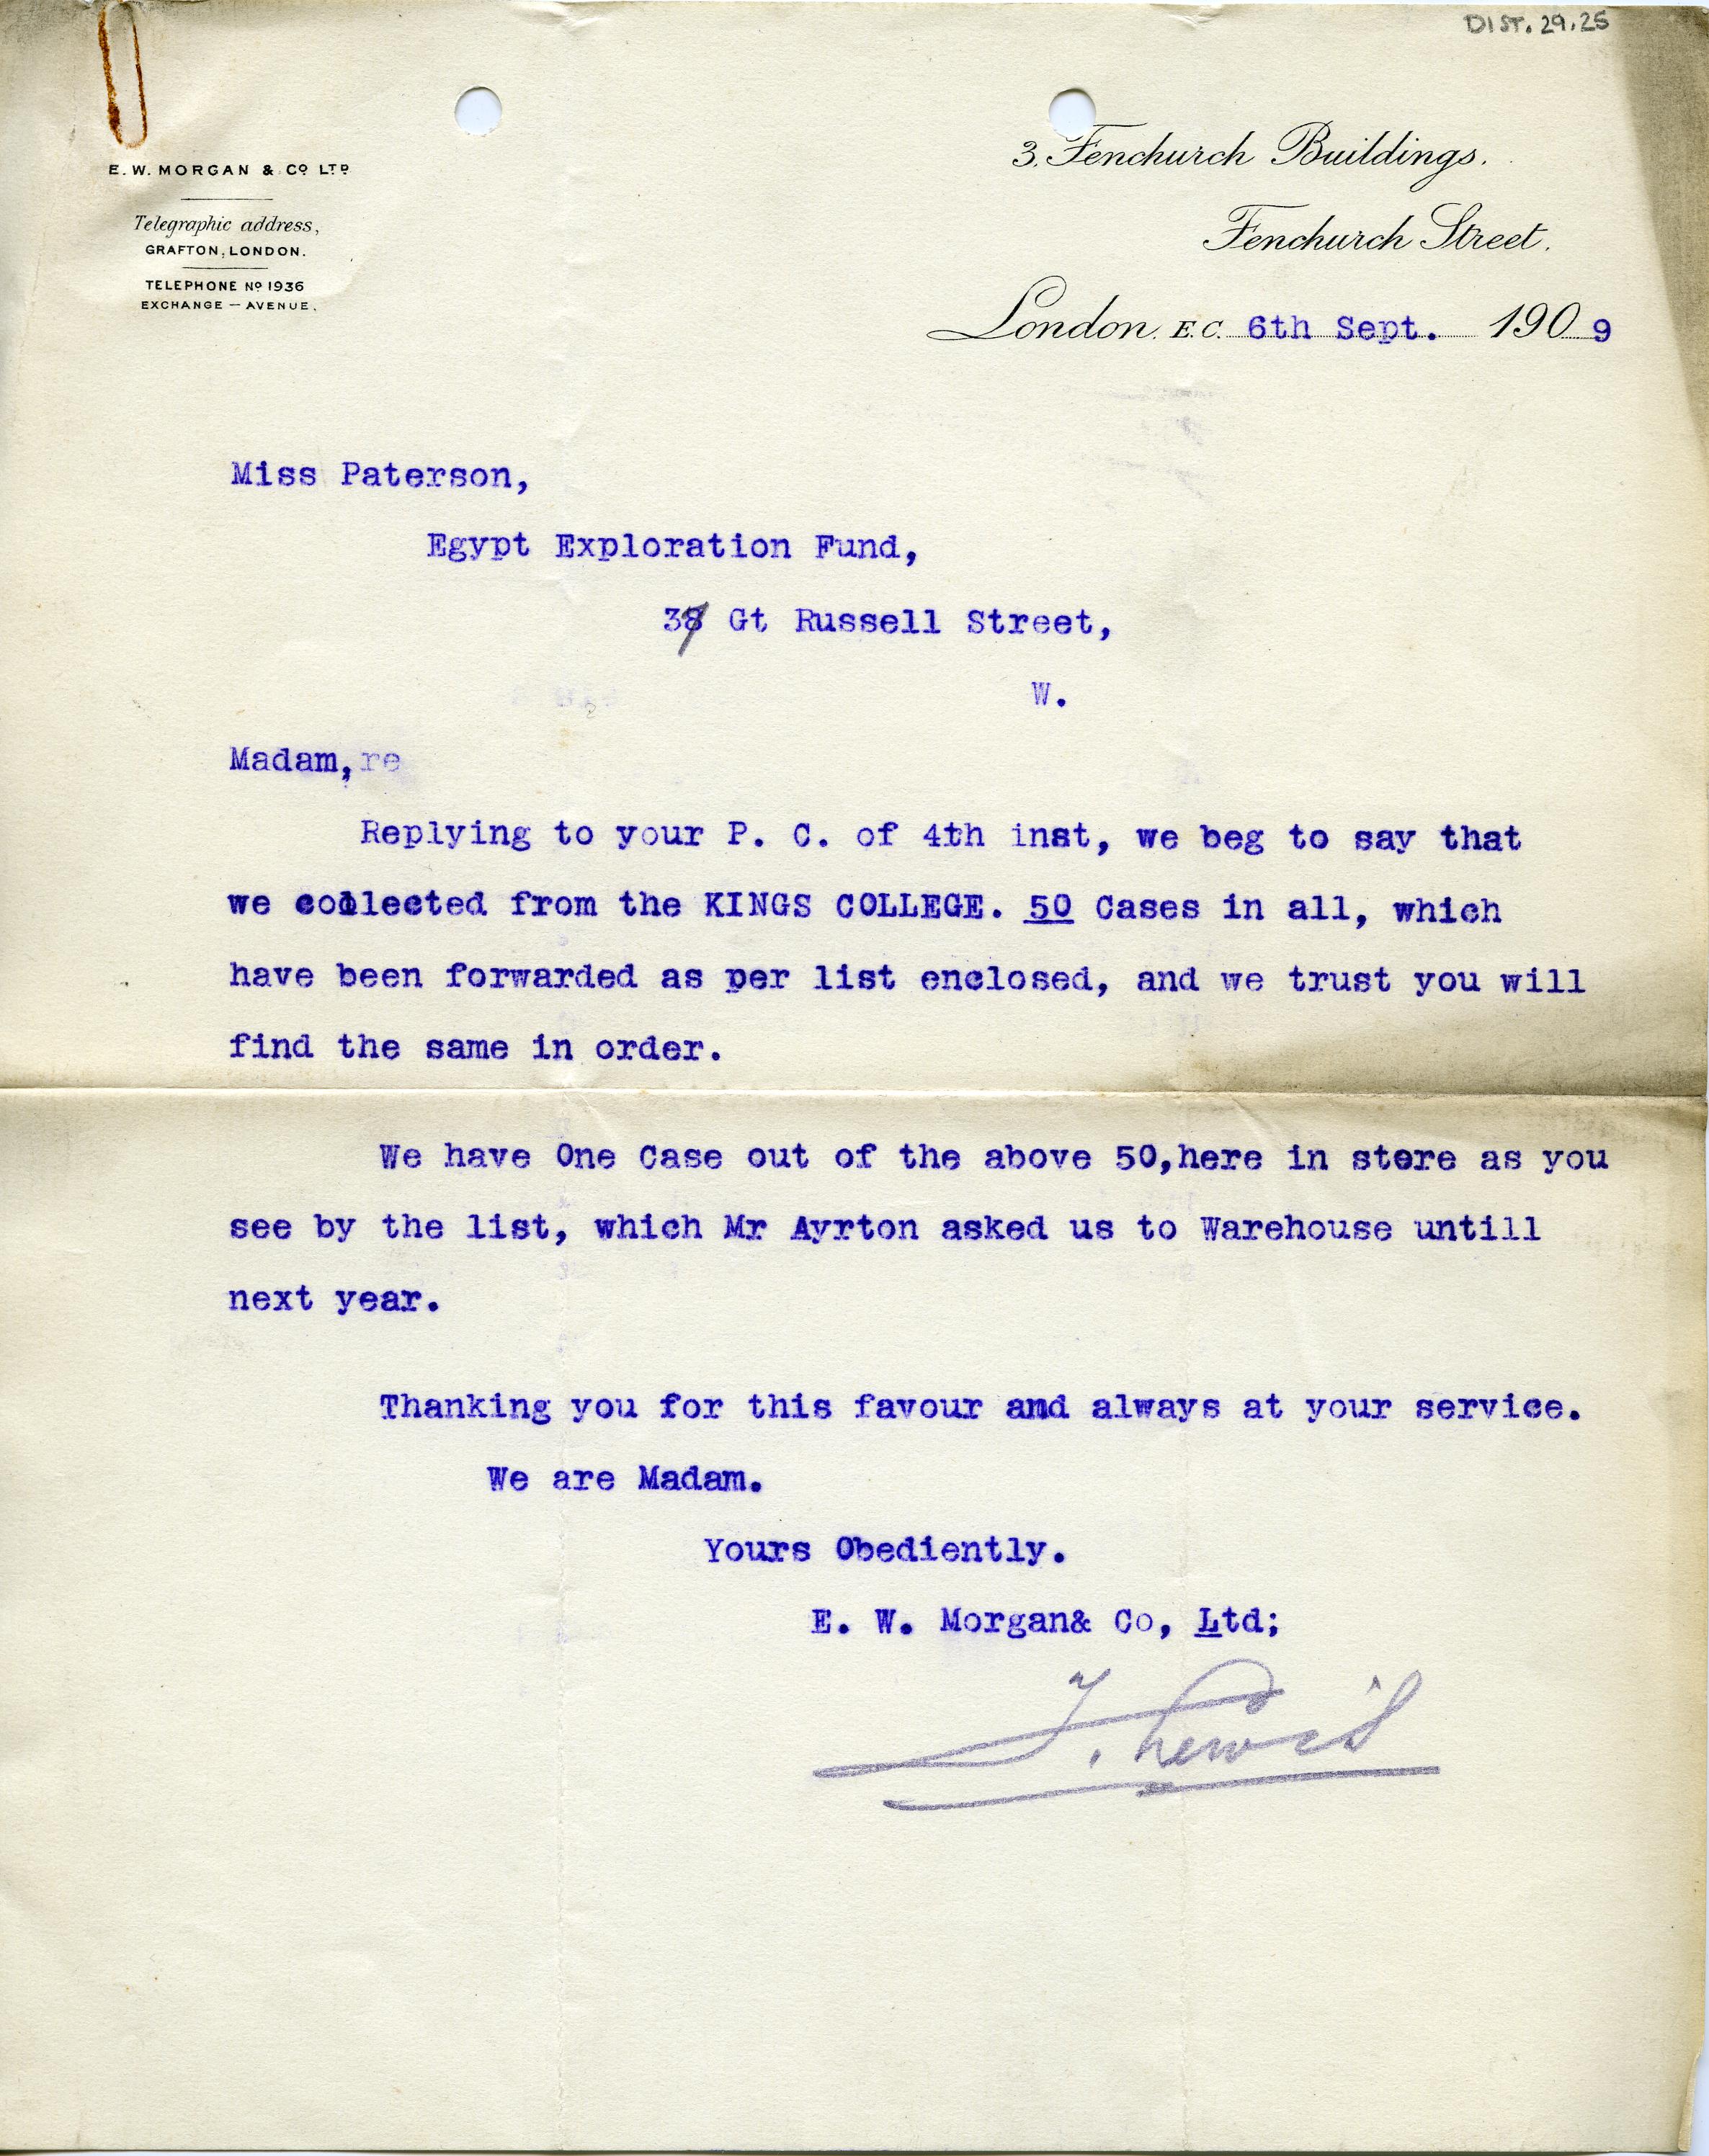 DIST. 29.25
E. W. MORGAN & Cº LTD
Telegraphic address,
GRAFTON, LONDON.
TELEPHONE Nº 1936
EXCHANGE — AVENUE.
3, Fenchurch Buildings.
Fenchurch Street.
London. E.C. 6th Sept. 1909
Miss Paterson,
Egypt Exploration Fund,
37 Gt Russell Street,
W.
Madam, re
Replying to your P. C. of 4th inst, we beg to say that
we collected from the KINGS COLLEGE. 50 Cases in all, which
have been forwarded as per list enclosed, and we trust you will
find the same in order.
We have One Case out of the above 50,here in store as you
see by the list, which Mr Ayrton asked us to Warehouse untill
next year.
Thanking you for this favour and always at your service.
We are Madam.
Yours Obediently.
E. W. Morgan& Co, Ltd;
F. Lewis